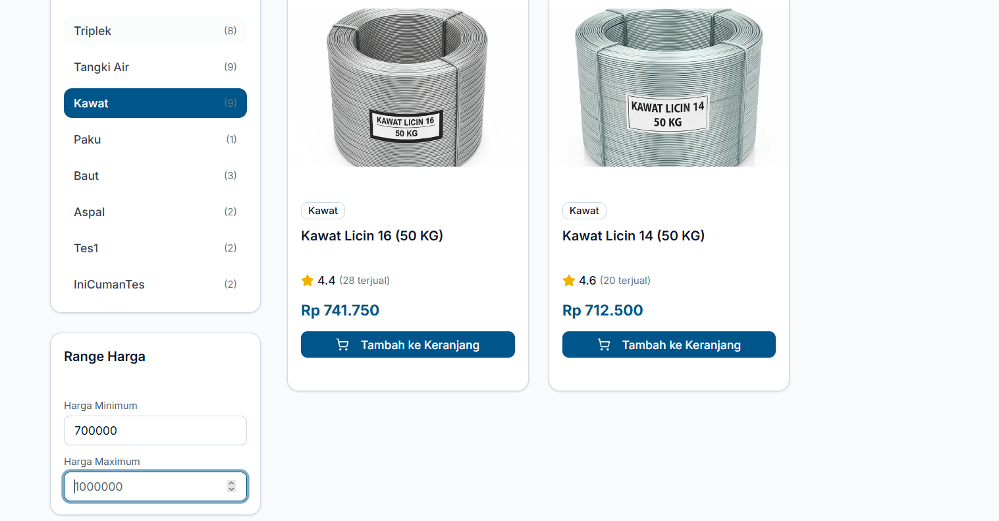 Triplek (8)
Tangki Air (9)
Kawat (9)
Paku (1)
Baut (3)
Aspal (2)
Tes1 (2)
IniCumanTes (2)
Range Harga
Harga Minimum
700000
Harga Maximum
1000000
KAWAT LICIN 16
50 KG
Kawat
Kawat Licin 16 (50 KG)
4.4 (28 terjual)
Rp 741.750
Tambah ke Keranjang
KAWAT LICIN 14
50 KG
Kawat
Kawat Licin 14 (50 KG)
4.6 (20 terjual)
Rp 712.500
Tambah ke Keranjang